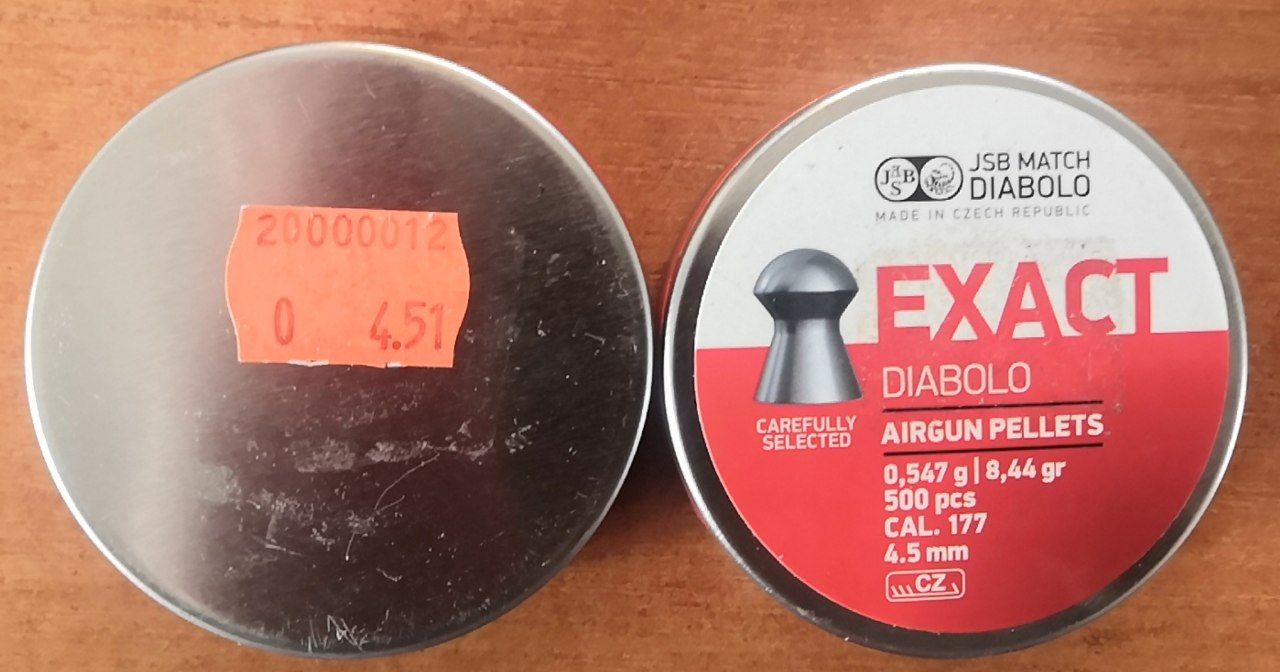 20000012
0 4.51
JSB
JSB MATCH
DIABOLO
MADE IN CZECH REPUBLIC
EXACT
DIABOLO
CAREFULLY
SELECTED
AIRGUN PELLETS
0,547 g | 8,44 gr
500 pcs
CAL. 177
4.5 mm
CZ